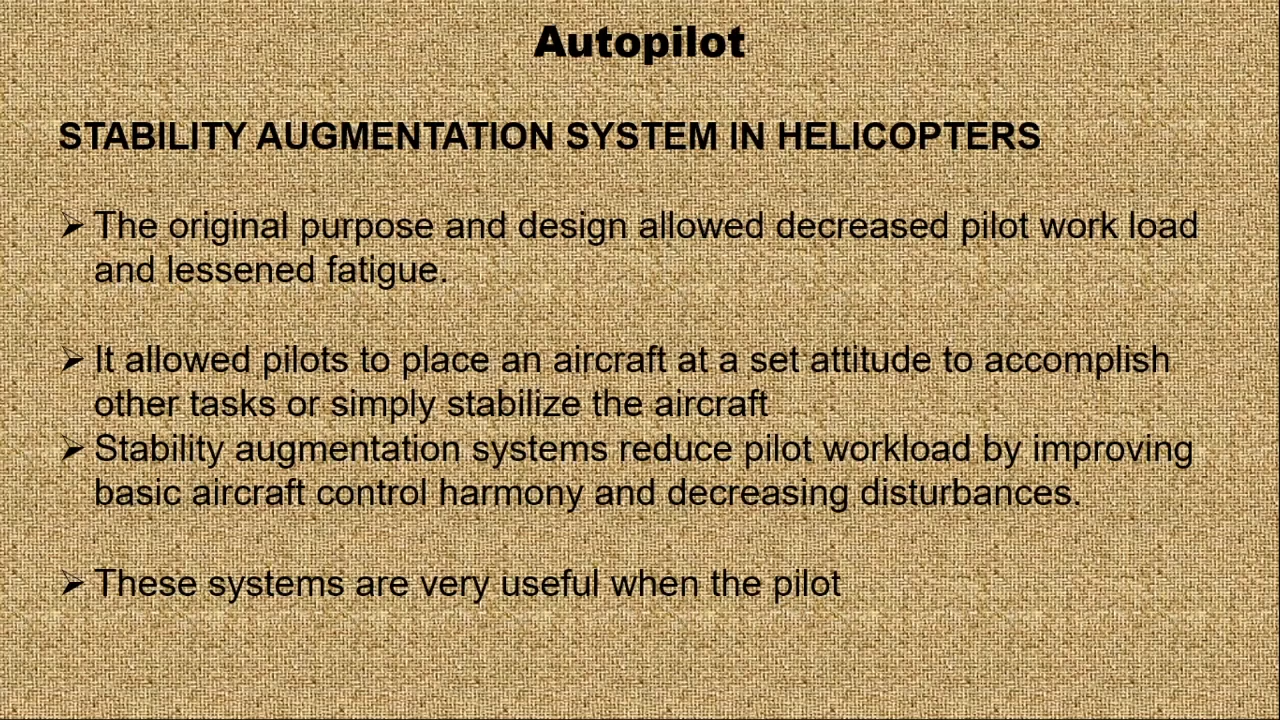 Autopilot
STABILITY AUGMENTATION SYSTEM IN HELICOPTERS
➢ The original purpose and design allowed decreased pilot work load
and lessened fatigue.
➢ It allowed pilots to place an aircraft at a set attitude to accomplish
other tasks or simply stabilize the aircraft
➢ Stability augmentation systems reduce pilot workload by improving
basic aircraft control harmony and decreasing disturbances.
➢ These systems are very useful when the pilot